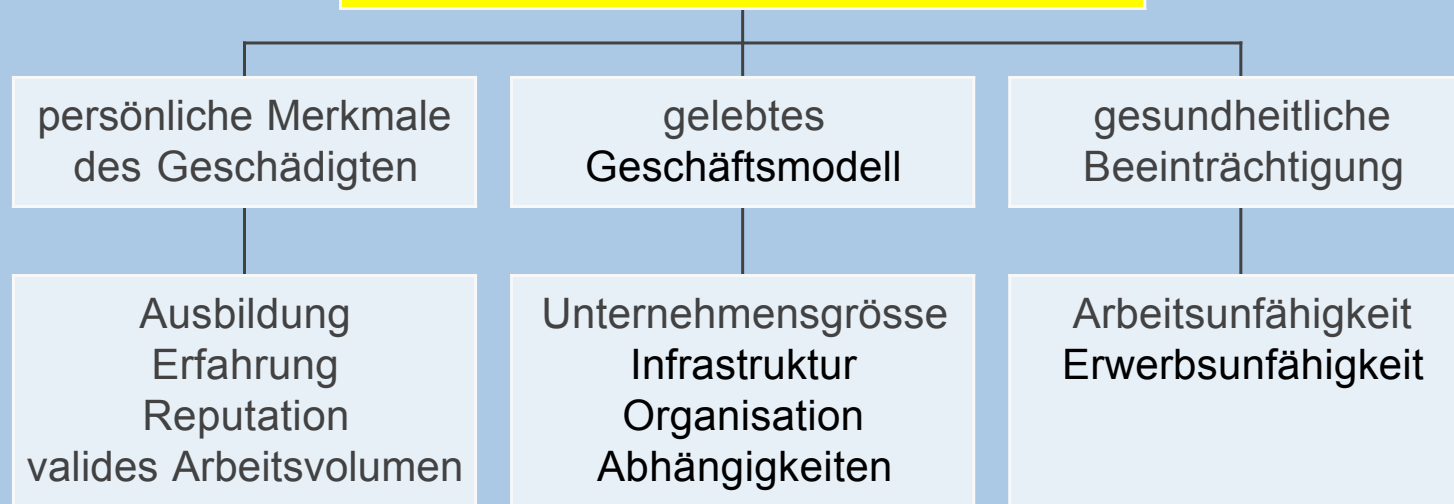 persönliche Merkmale
des Geschädigten
gelebtes
Geschäftsmodell
gesundheitliche
Beeinträchtigung
Ausbildung
Erfahrung
Reputation
valides Arbeitsvolumen
Unternehmensgrösse
Infrastruktur
Organisation
Abhängigkeiten
Arbeitsunfähigkeit
Erwerbsunfähigkeit